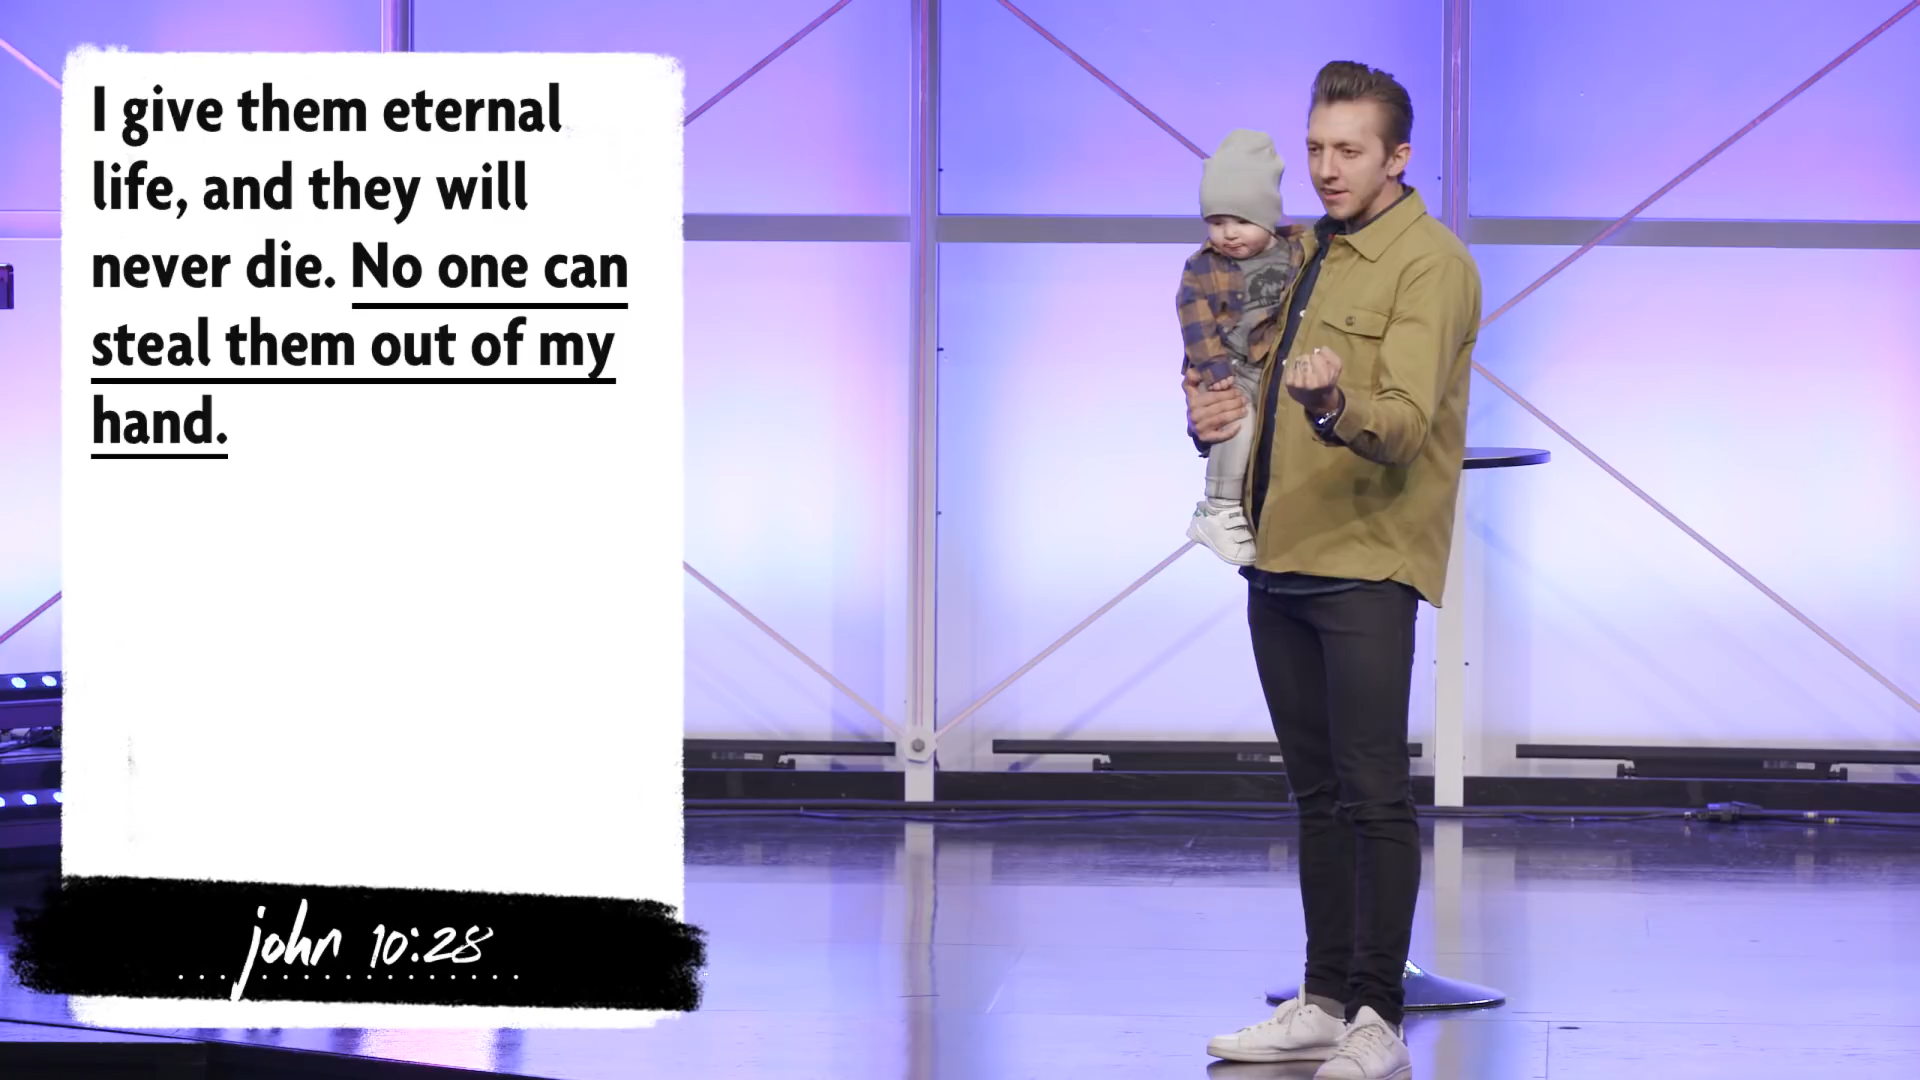 I give them eternal
life, and they will
never die. No one can
steal them out of my
hand.
john 10:28